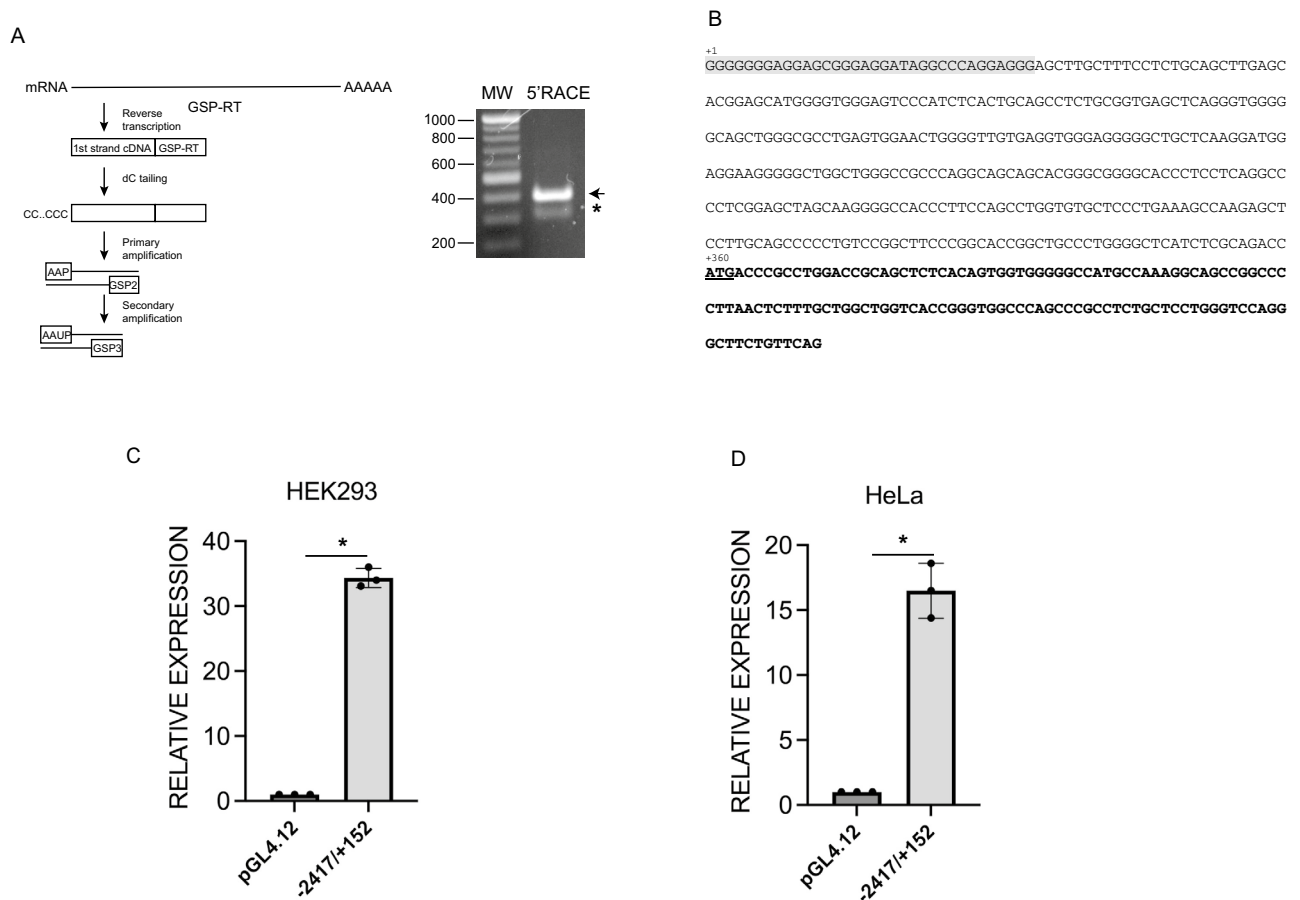 A
mRNA
AAAAA
GSP-RT
Reverse
transcription
1st strand cDNA
GSP-RT
dC tailing
CC..CCC
Primary
amplification
AAP
GSP2
Secondary
amplification
AAUP
GSP3
MW 5'RACE
1000
800
600
400
*
200
B
+1
GGGGGGGAGGAGCGGGAGGATAGGCCCAGGAGGGAGCTTGCTTTCCTCTGCAGCTTGAGC
ACGGAGCATGGGGTGGGAGTCCCATCTCACTGCAGCCTCTGCGGTGAGCTCAGGGTGGGG
GCAGCTGGGCGCCTGAGTGGAACTGGGGTTGTGAGGTGGGAGGGGGCTGCTCAAGGATGG
AGGAAGGGGGCTGGCTGGGCCGCCCAGGCAGCAGCACGGGCGGGGCACCCTCCTCAGGCC
CCTCGGAGCTAGCAAGGGGCCACCCTTCCAGCCTGGTGTGCTCCCTGAAAGCCAAGAGCT
CCTTGCAGCCCCCTGTCCGGCTTCCCGGCACCGGCTGCCCTGGGGCTCATCTCGCAGACC
+360
ATGACCCGCCTGGACCGCAGCTCTCACAGTGGTGGGGGCCATGCCAAAGGCAGCCGGCCC
CTTAACTCTTTGCTGGCTGGTCACCGGGTGGCCCAGCCCGCCTCTGCTCCTGGGTCCAGG
GCTTCTGTTCAG
C
HEK293
RELATIVE EXPRESSION
40
30
20
10
0
*
pGL4.12
-2417/+152
D
HeLa
RELATIVE EXPRESSION
20
15
10
5
0
*
pGL4.12
-2417/+152